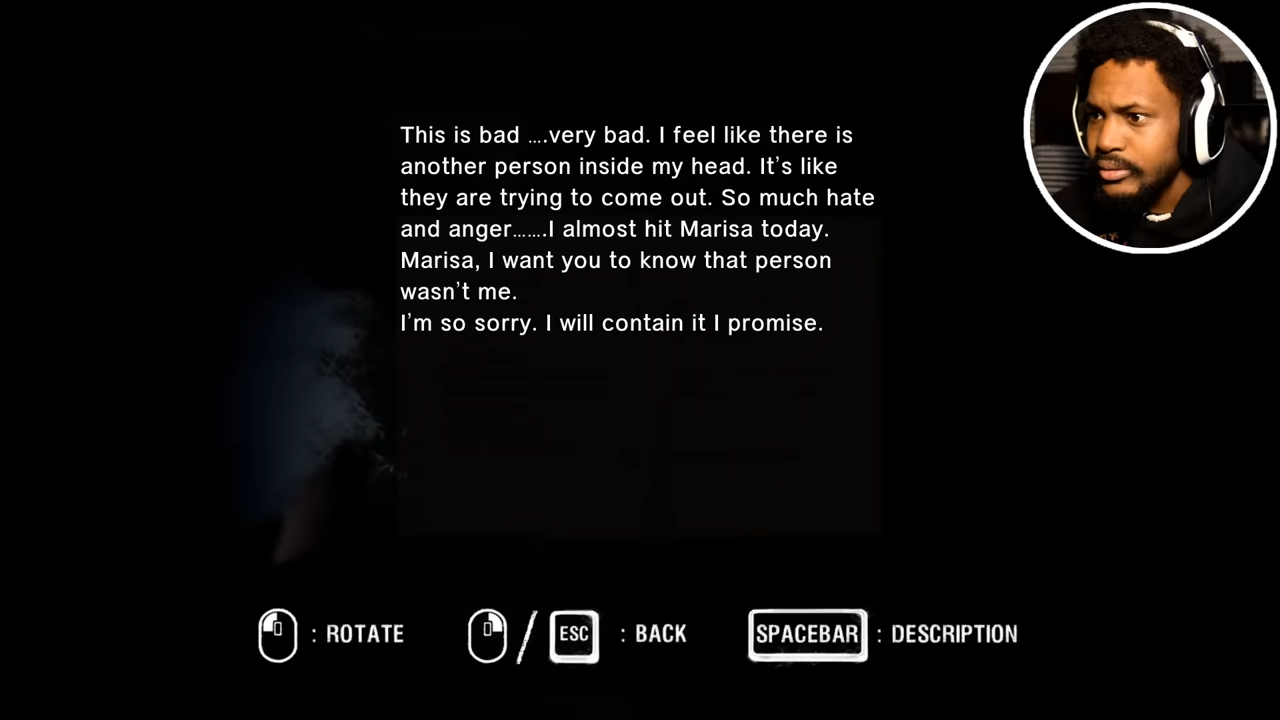 This is bad ….very bad. I feel like there is
another person inside my head. It's like
they are trying to come out. So much hate
and anger…….I almost hit Marisa today.
Marisa, I want you to know that person
wasn't me.
I'm so sorry. I will contain it I promise.
: ROTATE / ESC : BACK SPACEBAR : DESCRIPTION